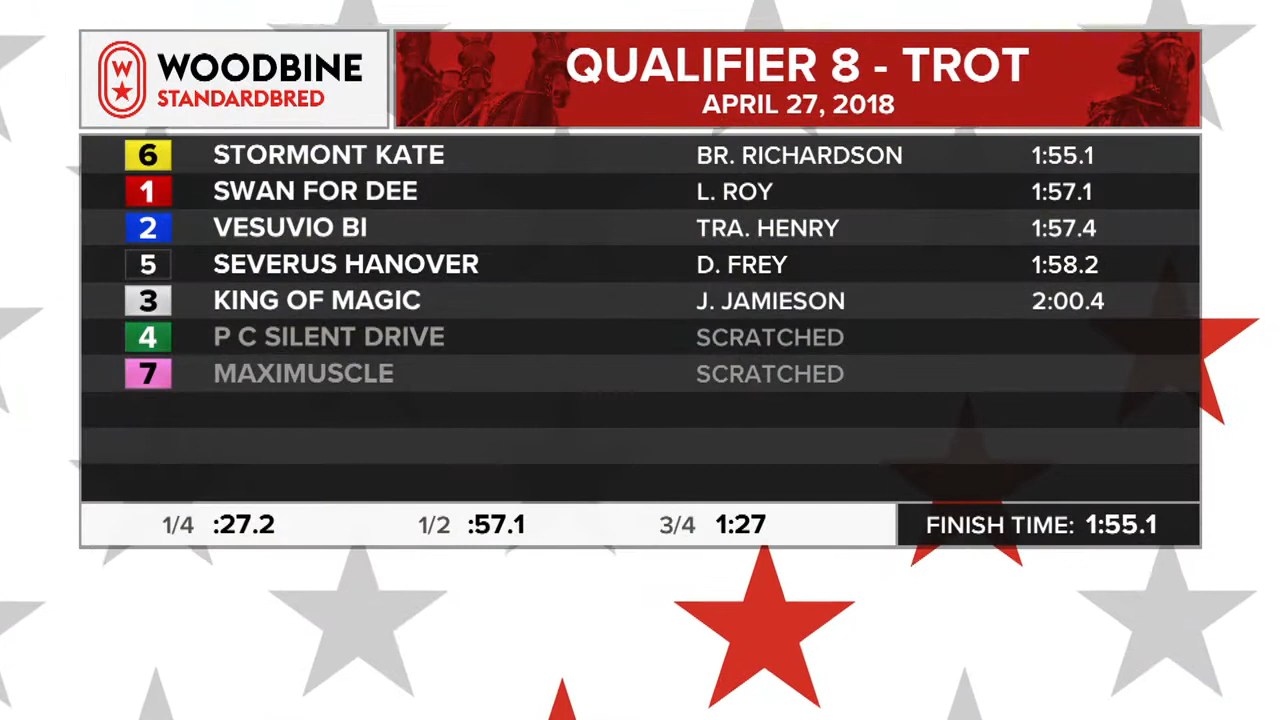 W
WOODBINE
STANDARDBRED
QUALIFIER 8 - TROT
APRIL 27, 2018
6 STORMONT KATE BR. RICHARDSON 1:55.1
1 SWAN FOR DEE L. ROY 1:57.1
2 VESUVIO BI TRA. HENRY 1:57.4
5 SEVERUS HANOVER D. FREY 1:58.2
3 KING OF MAGIC J. JAMIESON 2:00.4
4 P C SILENT DRIVE SCRATCHED
7 MAXIMUSCLE SCRATCHED
1/4 :27.2 1/2 :57.1 3/4 1:27 FINISH TIME: 1:55.1